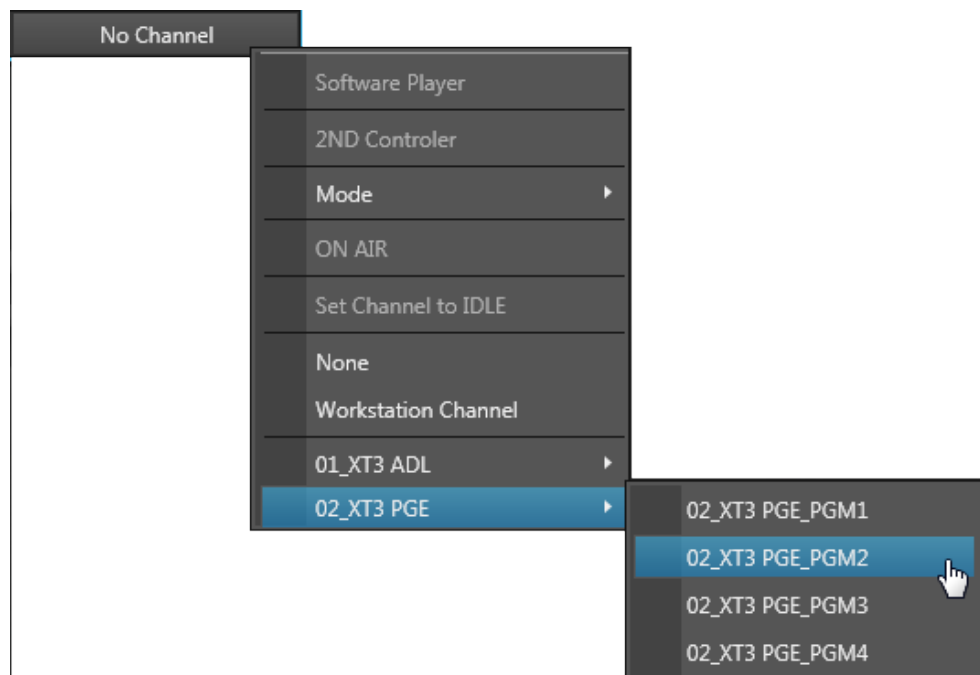 No Channel
Software Player
2ND Controler
Mode
ON AIR
Set Channel to IDLE
None
Workstation Channel
01_XT3 ADL
02_XT3 PGE
02_XT3 PGE_PGM1
02_XT3 PGE_PGM2
02_XT3 PGE_PGM3
02_XT3 PGE_PGM4